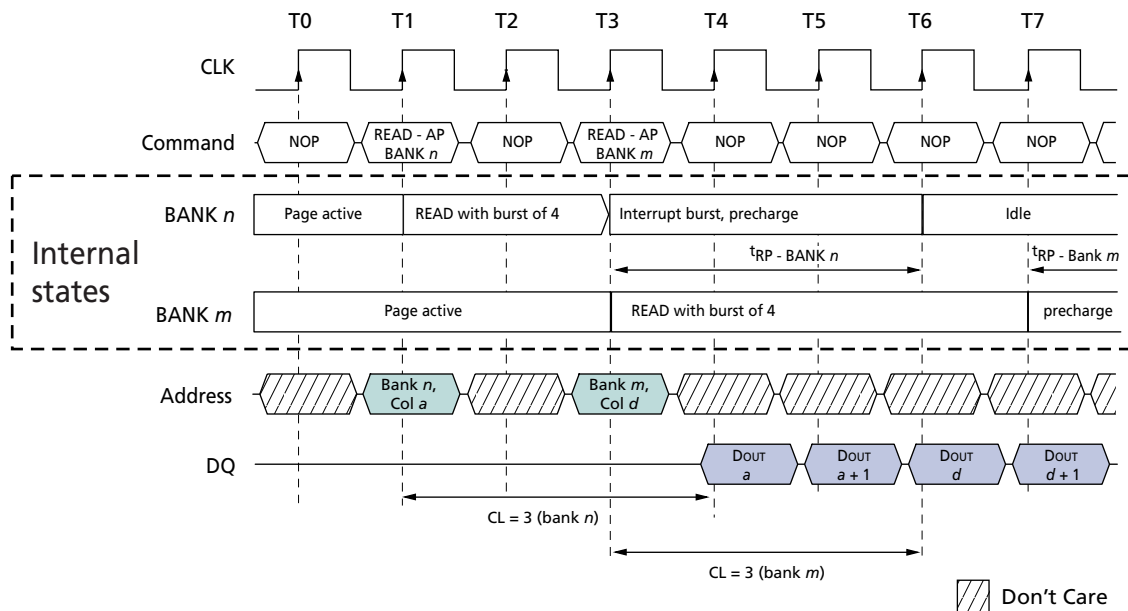 T0 T1 T2 T3 T4 T5 T6 T7
CLK
Command NOP READ - AP BANK n NOP READ - AP BANK m NOP NOP NOP NOP
Internal states
BANK n Page active READ with burst of 4 Interrupt burst, precharge Idle
tRP - BANK n tRP - Bank m
BANK m Page active READ with burst of 4 precharge
Address Bank n, Col a Bank m, Col d
DQ DOUT a DOUT a + 1 DOUT d DOUT d + 1
CL = 3 (bank n)
CL = 3 (bank m)
Don't Care